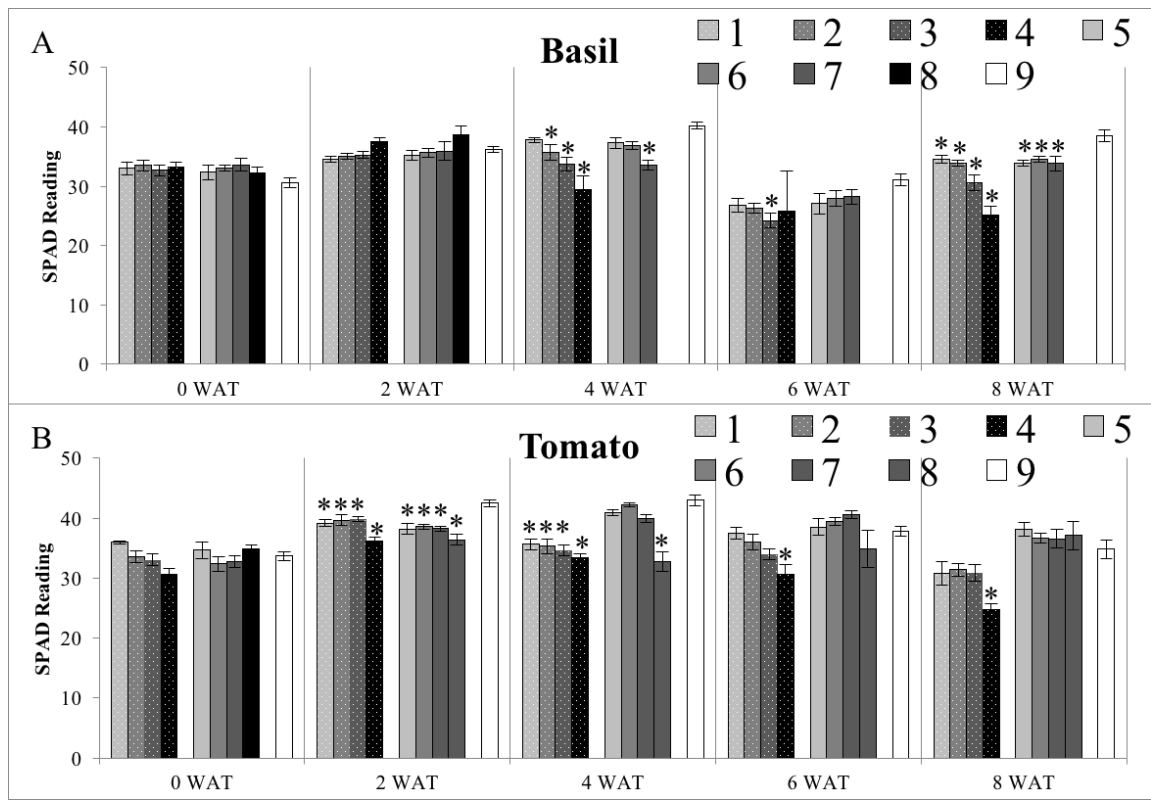 A
Basil
1 2 3 4 5
6 7 8 9
SPAD Reading
50
40
30
20
10
0
* * * * *
*
* * * * * * *
0 WAT 2 WAT 4 WAT 6 WAT 8 WAT
B
Tomato
1 2 3 4 5
6 7 8 9
SPAD Reading
50
40
30
20
10
0
* * * * * * * *
* * * * *
*
*
0 WAT 2 WAT 4 WAT 6 WAT 8 WAT